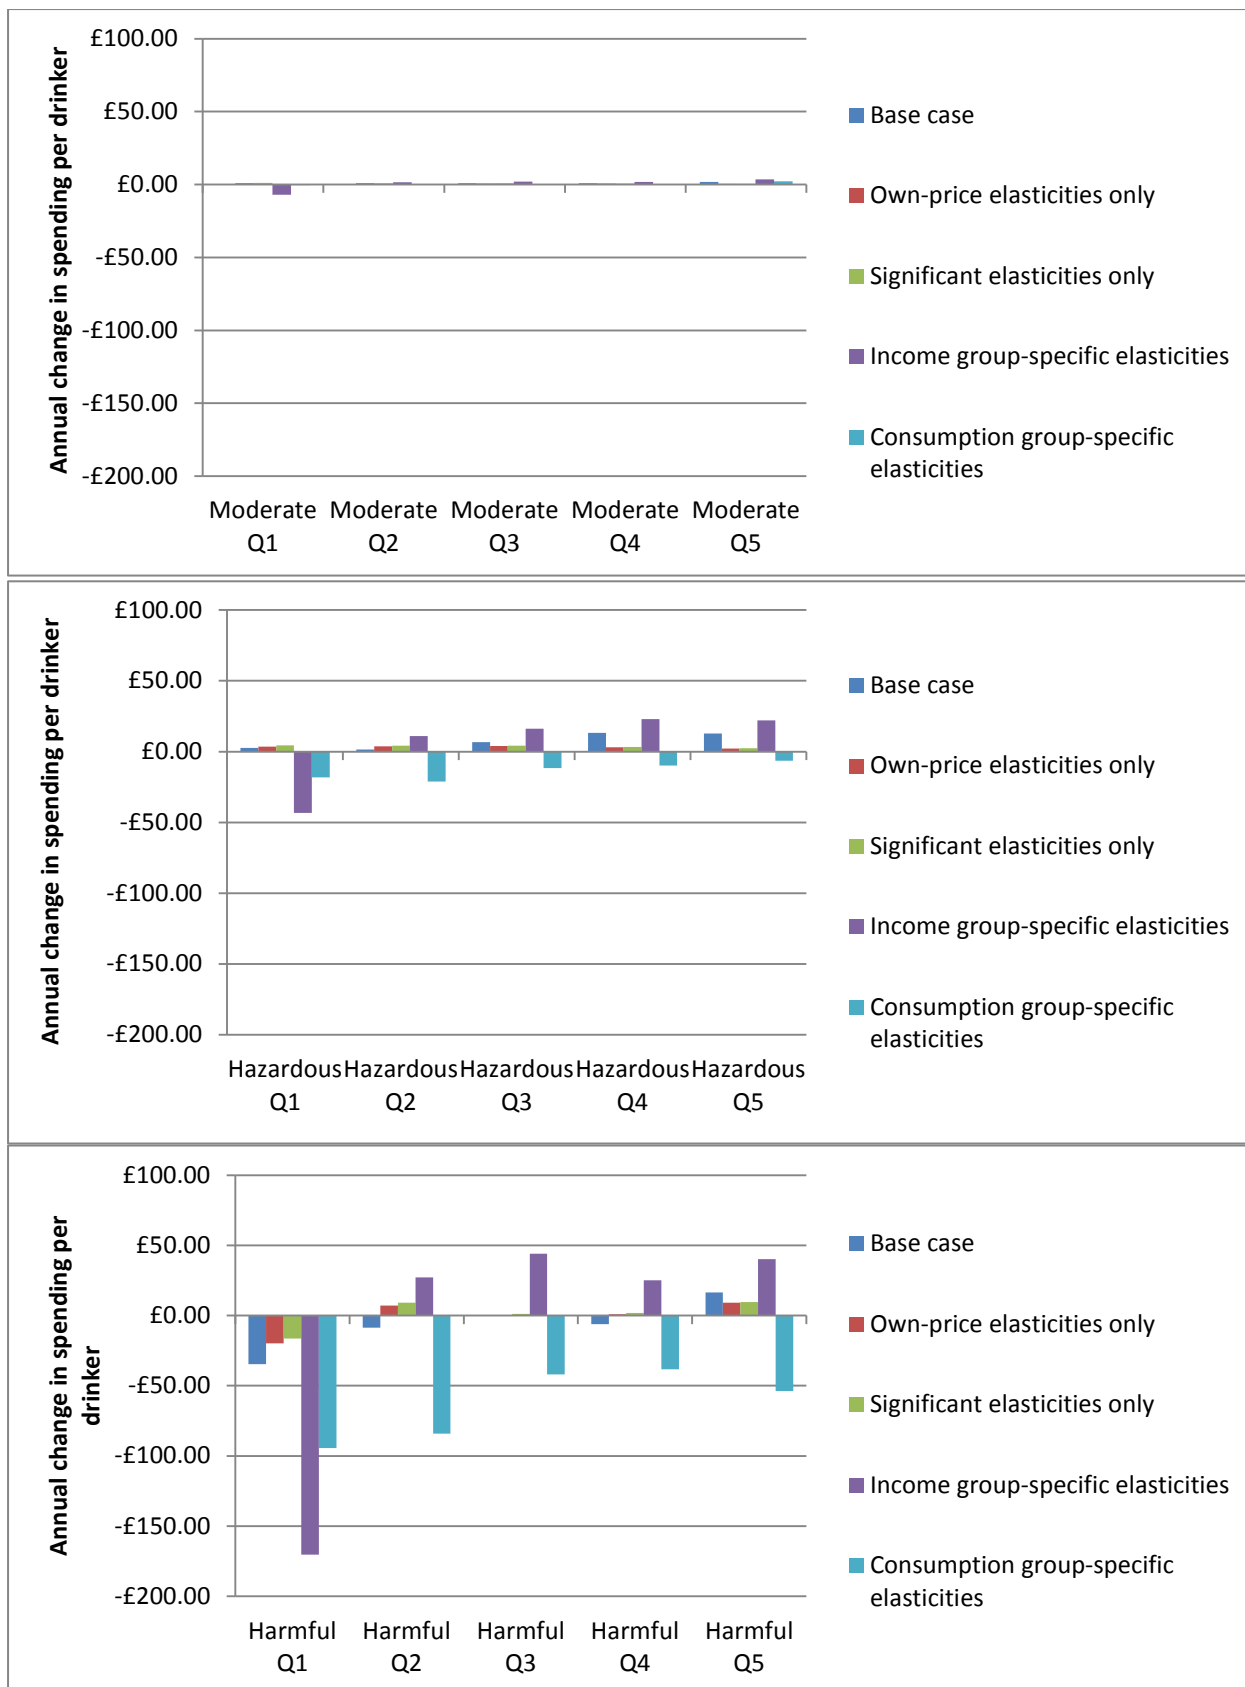 Annual change in spending per drinker
£100.00
£50.00
£0.00
-£50.00
-£100.00
-£150.00
-£200.00
Moderate Moderate Moderate Moderate Moderate
Q1 Q2 Q3 Q4 Q5
Base case
Own-price elasticities only
Significant elasticities only
Income group-specific elasticities
Consumption group-specific
elasticities
Annual change in spending per drinker
£100.00
£50.00
£0.00
-£50.00
-£100.00
-£150.00
-£200.00
Hazardous Hazardous Hazardous Hazardous Hazardous
Q1 Q2 Q3 Q4 Q5
Base case
Own-price elasticities only
Significant elasticities only
Income group-specific elasticities
Consumption group-specific
elasticities
Annual change in spending per
drinker
£100.00
£50.00
£0.00
-£50.00
-£100.00
-£150.00
-£200.00
Harmful Harmful Harmful Harmful Harmful
Q1 Q2 Q3 Q4 Q5
Base case
Own-price elasticities only
Significant elasticities only
Income group-specific elasticities
Consumption group-specific
elasticities